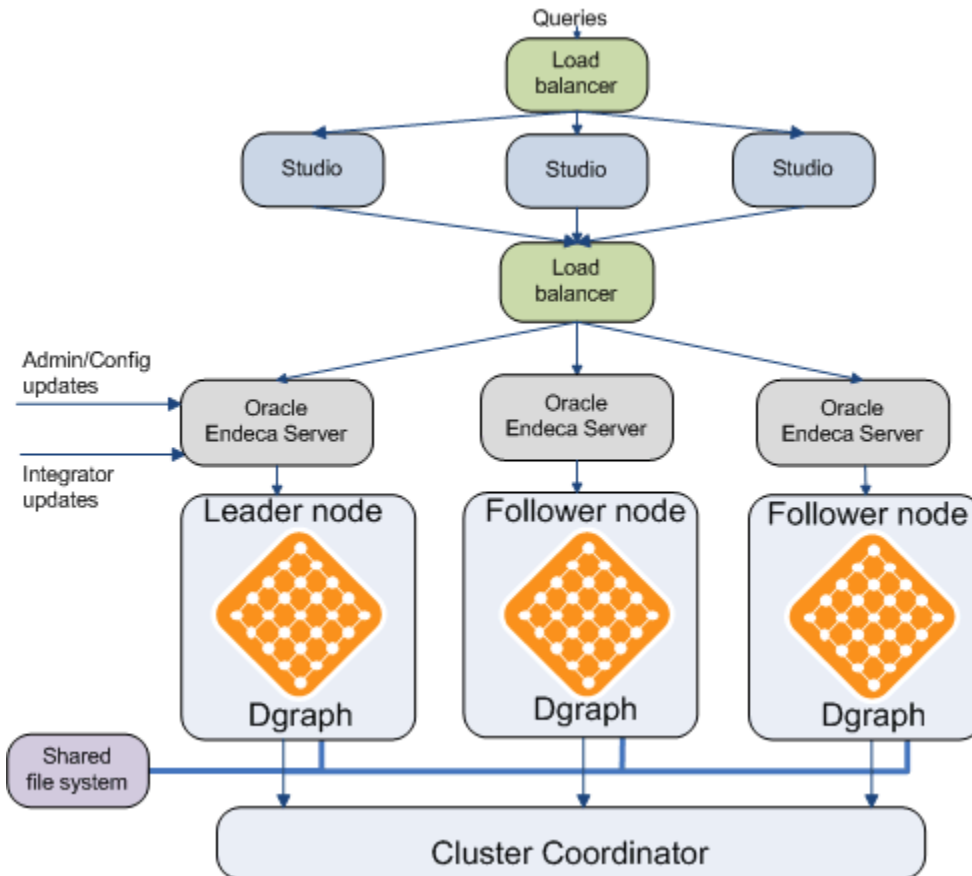 Queries
Load
balancer
Studio
Studio
Studio
Load
balancer
Admin/Config
updates
Oracle
Endeca Server
Oracle
Endeca Server
Oracle
Endeca Server
Integrator
updates
Leader node
Follower node
Follower node
Dgraph
Dgraph
Dgraph
Shared
file system
Cluster Coordinator